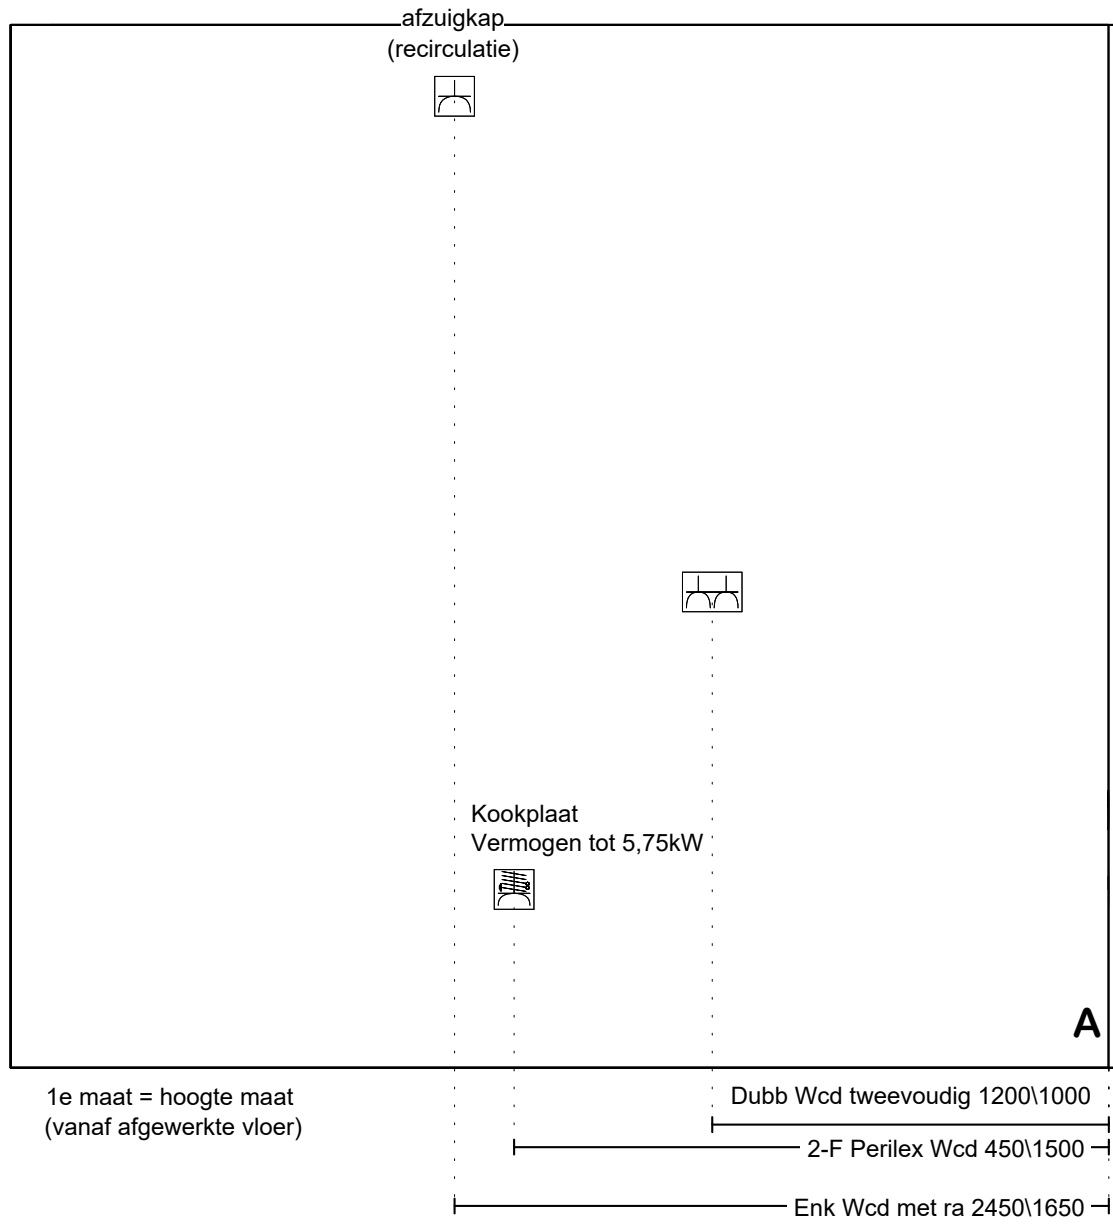 afzuigkap
(recirculatie)
Kookplaat
Vermogen tot 5,75kW
A
1e maat = hoogte maat
(vanaf afgewerkte vloer)
Dubb Wcd tweevoudig 1200\1000
2-F Perilex Wcd 450\1500
Enk Wcd met ra 2450\1650